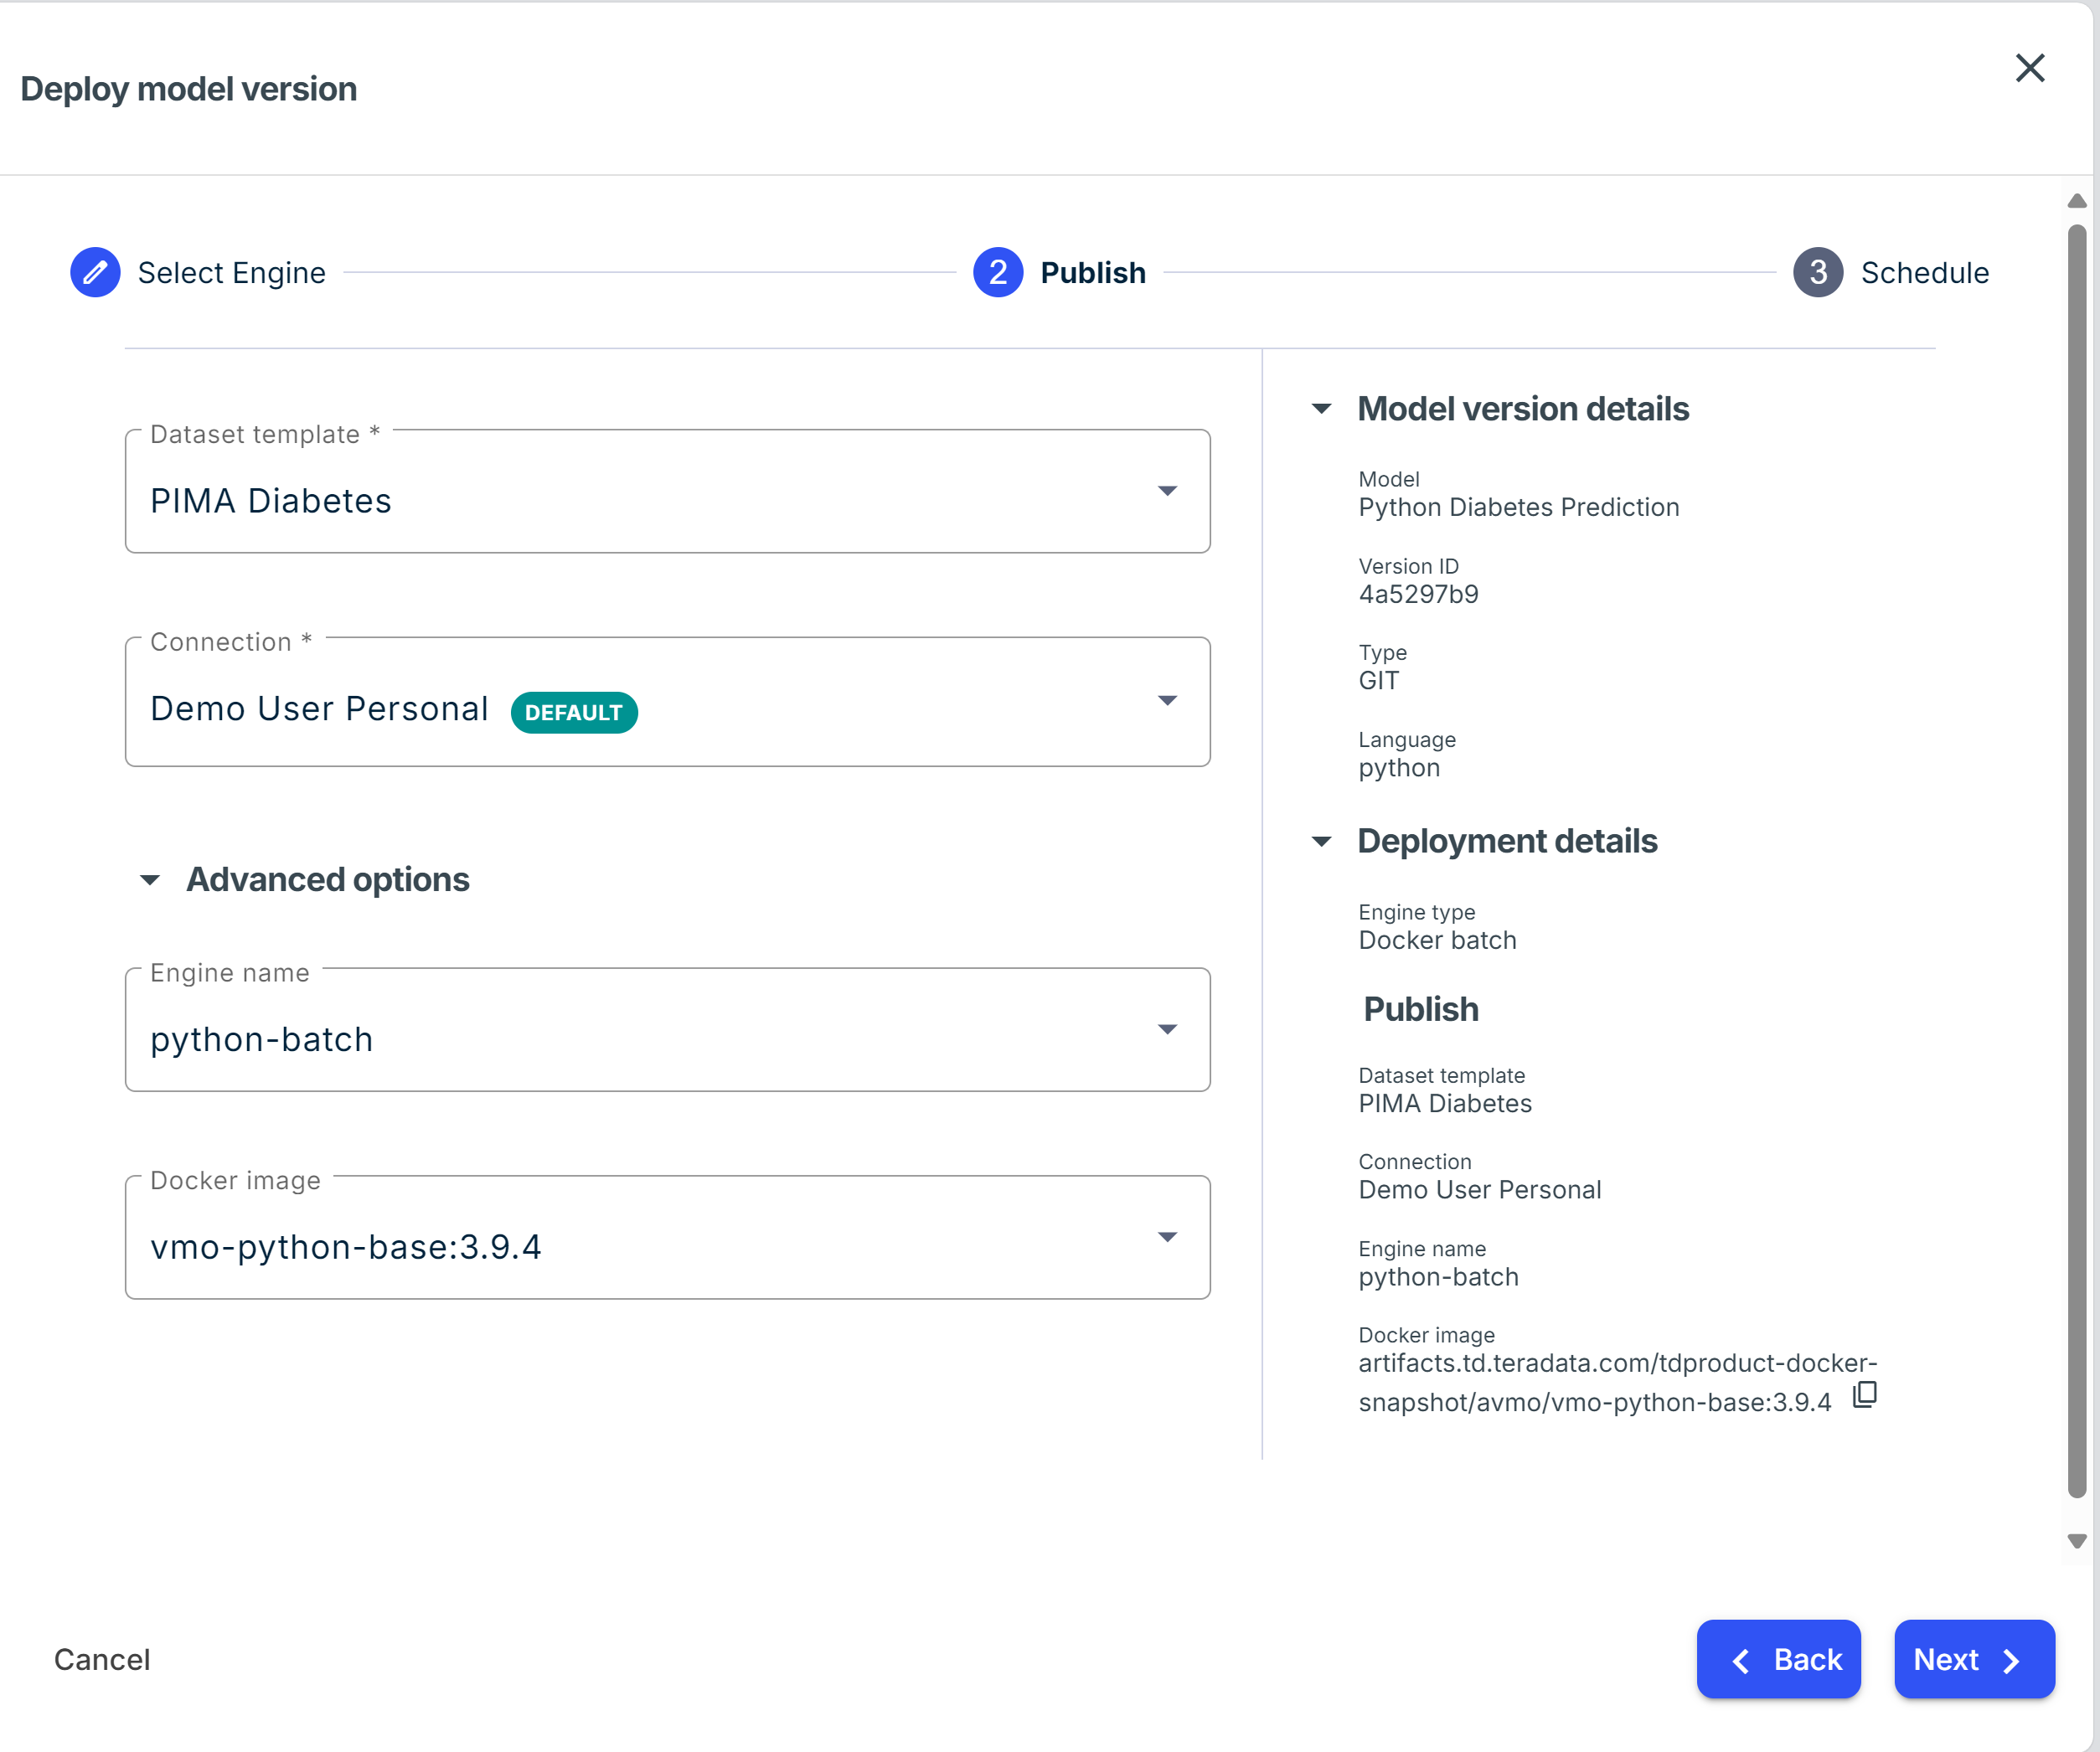 Deploy model version
Select Engine
2 Publish
3 Schedule
Dataset template *
PIMA Diabetes
Connection *
Demo User Personal DEFAULT
Advanced options
Engine name
python-batch
Docker image
vmo-python-base:3.9.4
Model version details
Model
Python Diabetes Prediction
Version ID
4a5297b9
Type
GIT
Language
python
Deployment details
Engine type
Docker batch
Publish
Dataset template
PIMA Diabetes
Connection
Demo User Personal
Engine name
python-batch
Docker image
artifacts.td.teradata.com/tdproduct-docker-
snapshot/avmo/vmo-python-base:3.9.4
Cancel
Back
Next